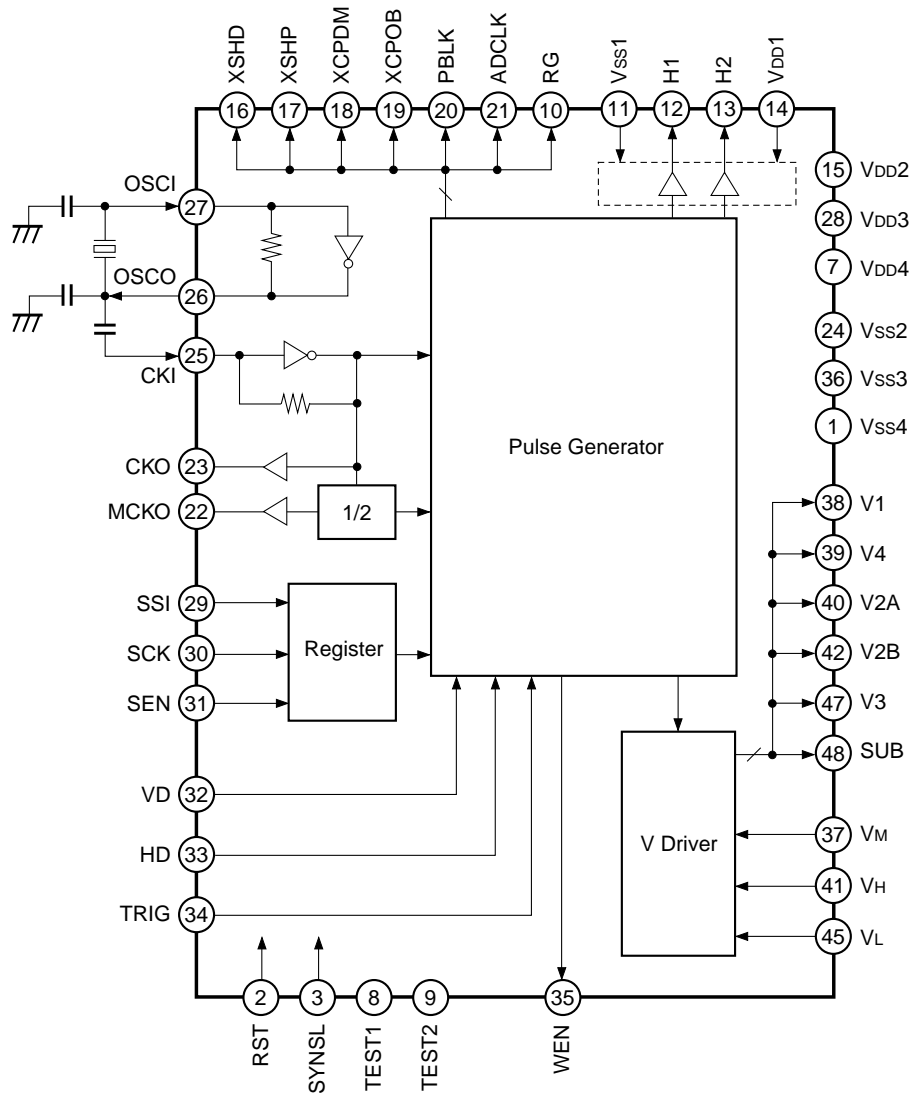 XSHD
XSHP
XCPDM
XCPOB
PBLK
ADCLK
RG
VSS1
H1
H2
VDD1
16
17
18
19
20
21
10
11
12
13
14
OSCI
27
OSCO
26
25
CKI
CKO
23
MCKO
22
1/2
Pulse Generator
SSI
29
SCK
30
SEN
31
Register
VD
32
HD
33
TRIG
34
15
VDD2
28
VDD3
7
VDD4
24
VSS2
36
VSS3
1
VSS4
38
V1
39
V4
40
V2A
42
V2B
47
V3
48
SUB
V Driver
37
VM
41
VH
45
VL
2
3
8
9
35
RST
SYNSL
TEST1
TEST2
WEN